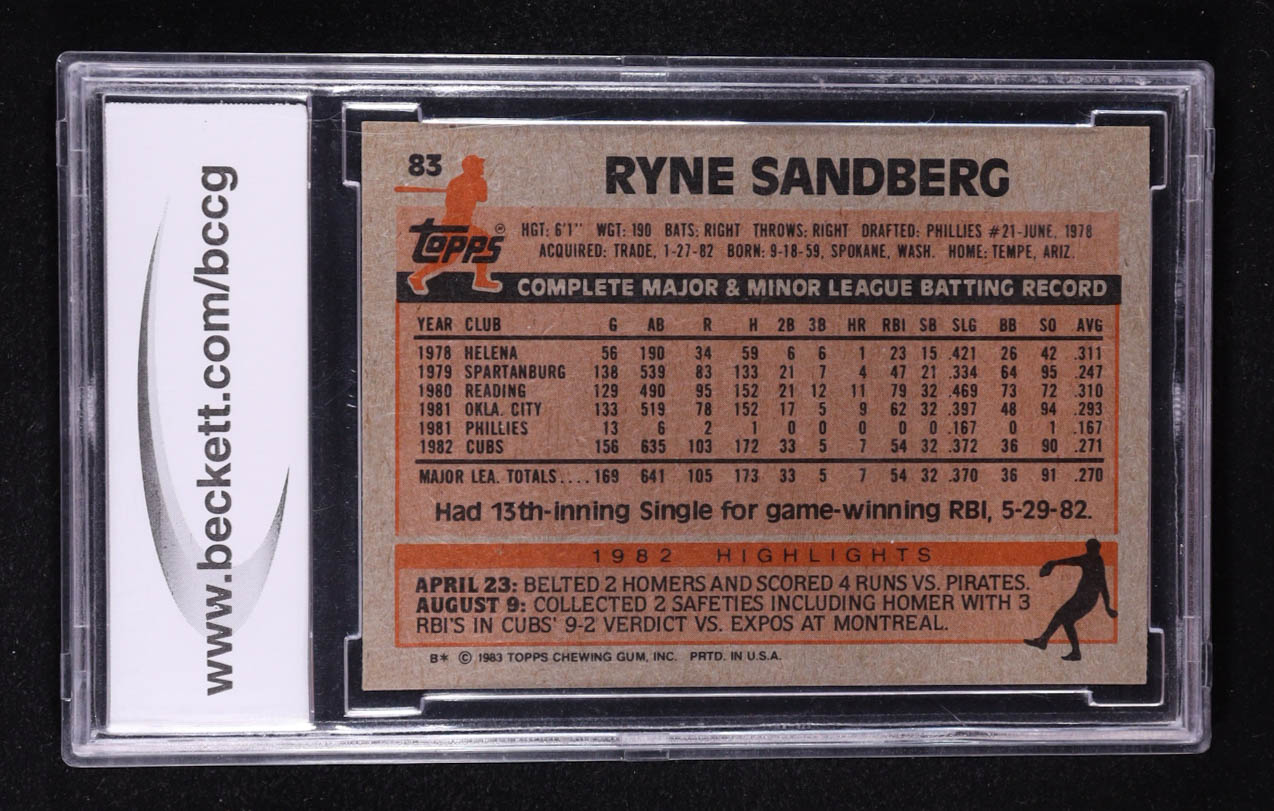 www.beckett.com/bccg
83
RYNE SANDBERG
Topps ®
HGT: 6'1" WGT: 190 BATS: RIGHT THROWS: RIGHT DRAFTED: PHILLIES #21-JUNE, 1978
ACQUIRED: TRADE, 1-27-82 BORN: 9-18-59, SPOKANE, WASH. HOME: TEMPE, ARIZ.
COMPLETE MAJOR & MINOR LEAGUE BATTING RECORD
YEAR CLUB G AB R H 2B 3B HR RBI SB SLG BB SO AVG
1978 HELENA 56 190 34 59 6 6 1 23 15 .421 26 42 .311
1979 SPARTANBURG 138 539 83 133 21 7 4 47 21 .334 64 95 .247
1980 READING 129 490 95 152 21 12 11 79 32 .469 73 72 .310
1981 OKLA. CITY 133 519 78 152 17 5 9 62 32 .397 48 94 .293
1981 PHILLIES 13 6 2 1 0 0 0 0 0 .167 0 1 .167
1982 CUBS 156 635 103 172 33 5 7 54 32 .372 36 90 .271
MAJOR LEA. TOTALS.... 169 641 105 173 33 5 7 54 32 .370 36 91 .270
Had 13th-inning Single for game-winning RBI, 5-29-82.
1982 HIGHLIGHTS
APRIL 23: BELTED 2 HOMERS AND SCORED 4 RUNS VS. PIRATES.
AUGUST 9: COLLECTED 2 SAFETIES INCLUDING HOMER WITH 3
RBI'S IN CUBS' 9-2 VERDICT VS. EXPOS AT MONTREAL.
B* © 1983 TOPPS CHEWING GUM, INC. PRTD. IN U.S.A.